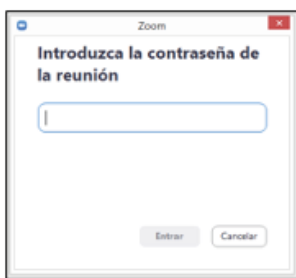 Zoom
Introduzca la contraseña de
la reunión
Entrar
Cancelar